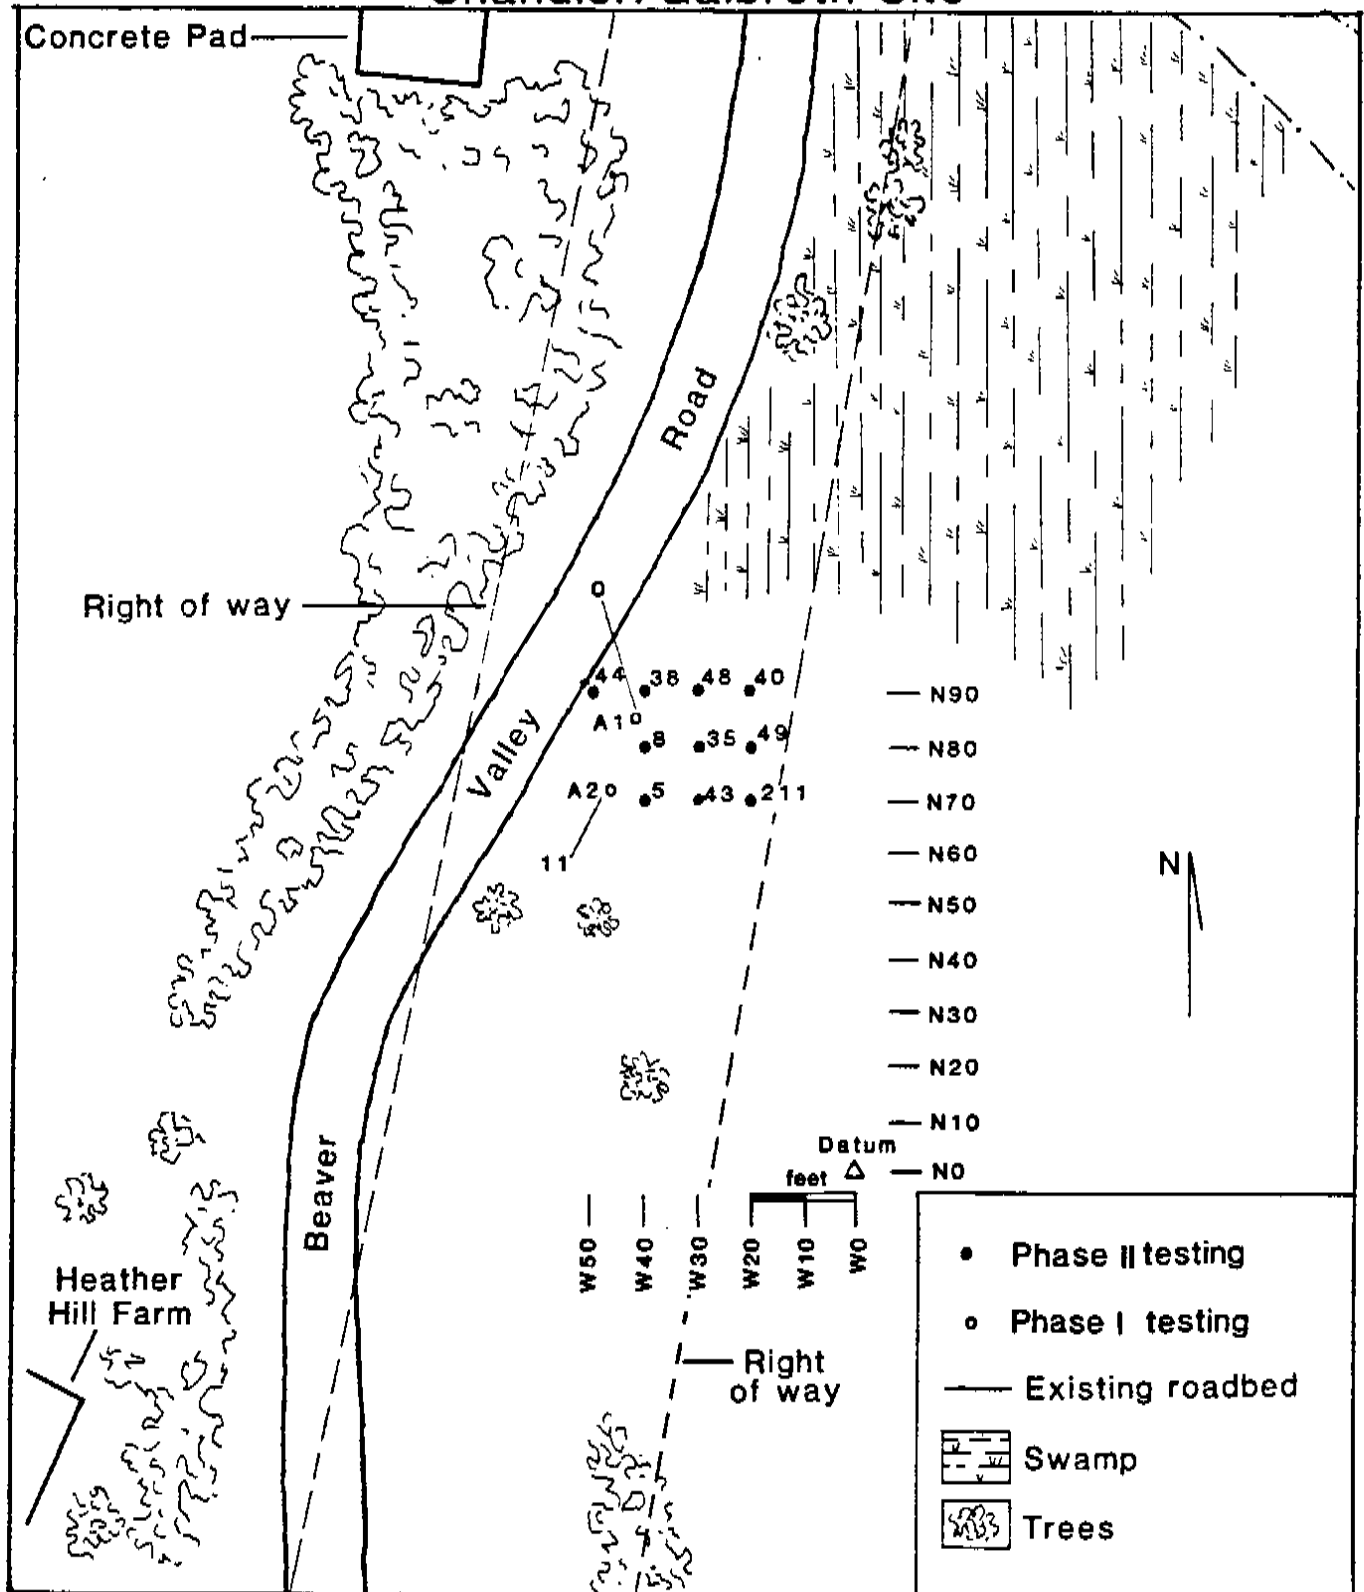 Concrete Pad
Road
Right of way
0
44 38 48 40
N90
A1
8 35 49
N80
Valley
A2 5 43 211
N70
11
N60
N
N50
N40
N30
N20
N10
Datum
N0
feet
Beaver
W50 W40 W30 W20 W10 W0
Heather
Hill Farm
Right
of way
Phase II testing
Phase I testing
Existing roadbed
Swamp
Trees